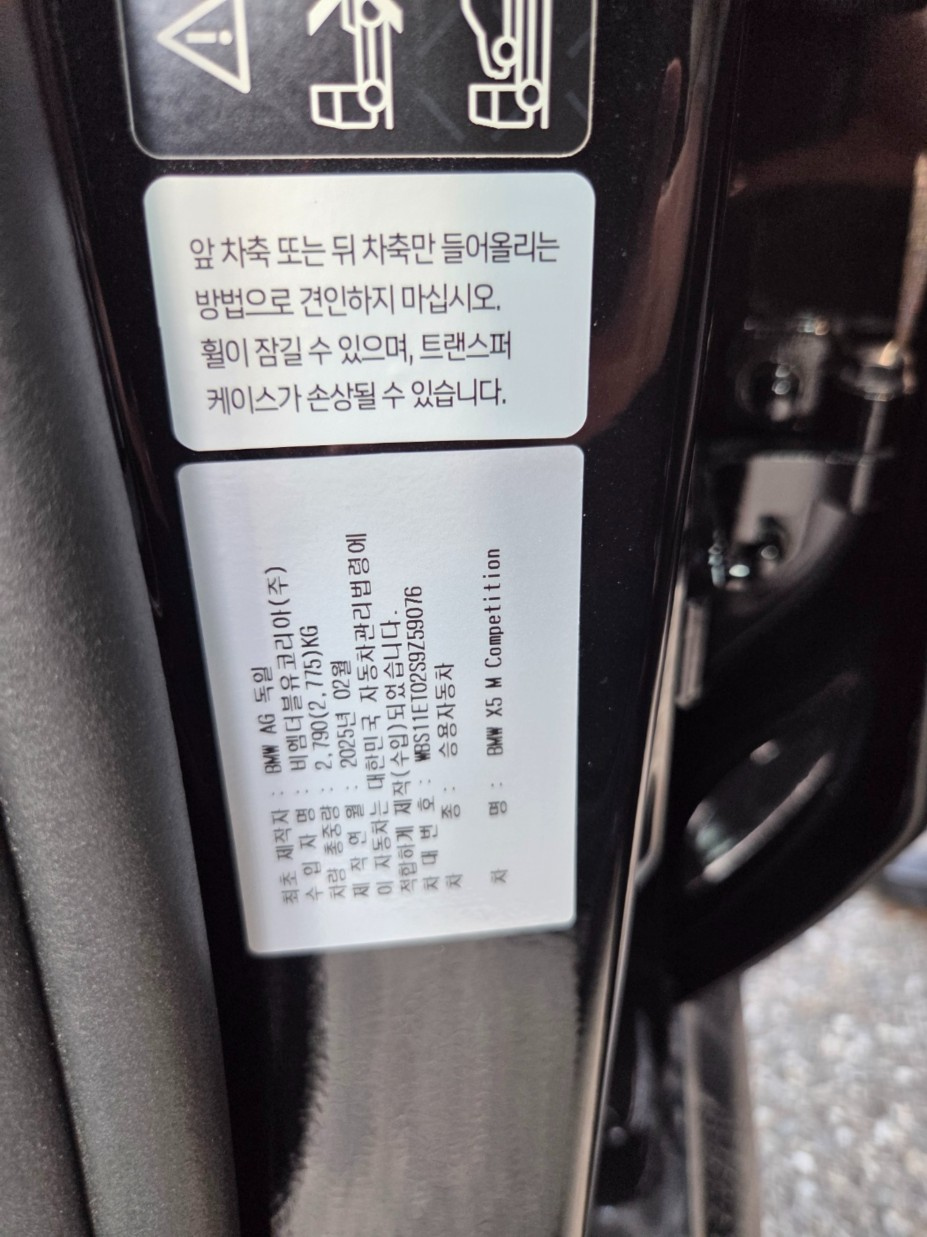 앞 차축 또는 뒤 차축만 들어올리는
방법으로 견인하지 마십시오.
휠이 잠길 수 있으며, 트랜스퍼
케이스가 손상될 수 있습니다.
최초 제작자 : BMW AG 독일
수 입 자 명 : 비엠더블유코리아(주)
차량 총중량 : 2,790(2,775)KG
제 작 연 월 : 2025년 02월
이 자동차는 대한민국 자동차관리법령에
적합하게 제작(수입)되었습니다.
차 대 번 호 : WBS11ET02S9Z59076
차 종 : 승용자동차
차 명 : BMW X5 M Competition